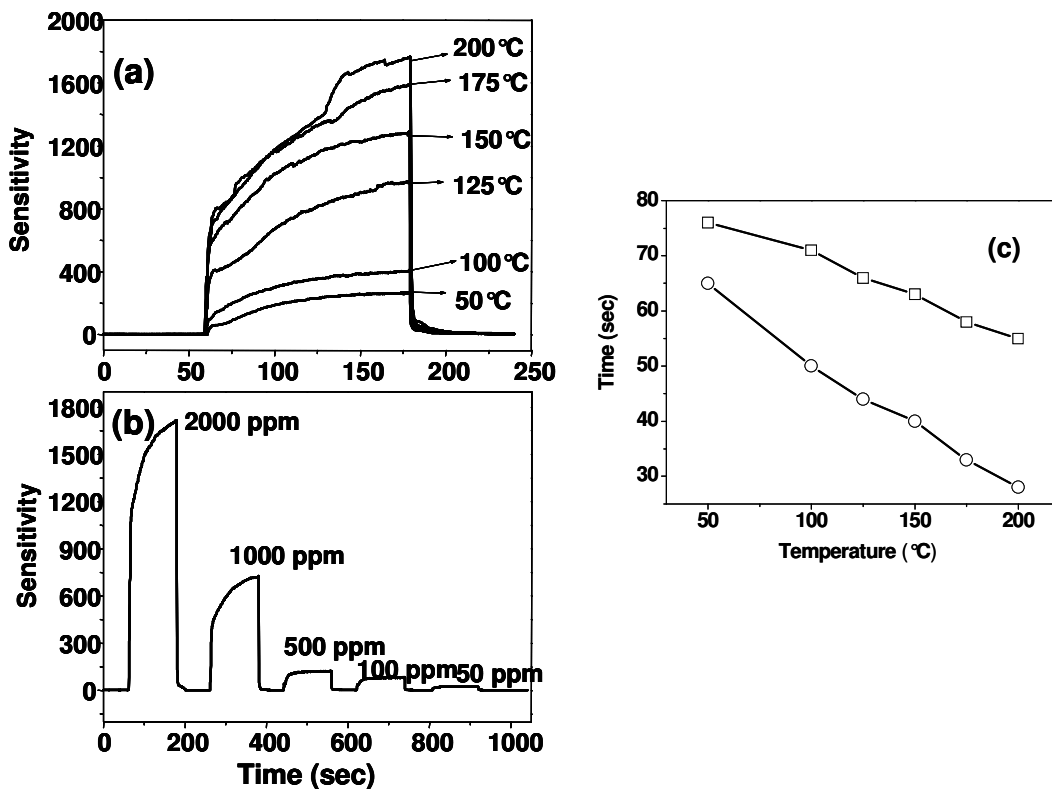 (a)
Sensitivity
2000
1600
1200
800
400
0
200℃
175℃
150℃
125℃
100℃
50℃
0 50 100 150 200 250
(b)
Sensitivity
1800
1500
1200
900
600
300
0
2000 ppm
1000 ppm
500 ppm
100 ppm
50 ppm
0 200 400 600 800 1000
Time (sec)
(c)
Time (sec)
80
70
60
50
40
30
50 100 150 200
Temperature (℃)